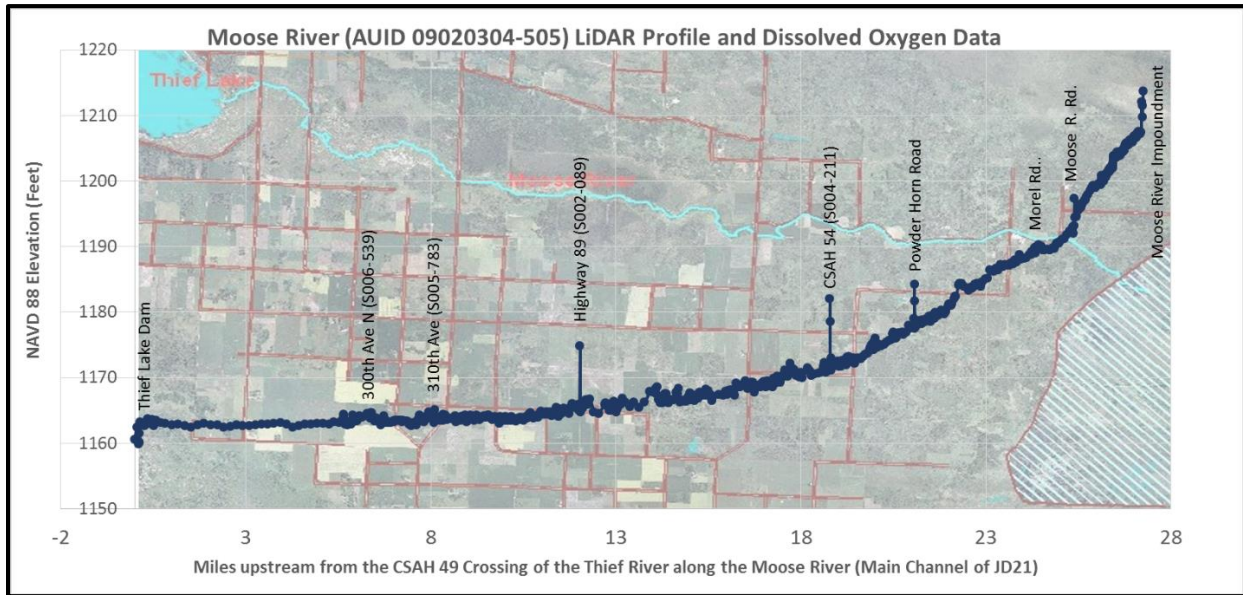 Moose River (AUID 09020304-505) LiDAR Profile and Dissolved Oxygen Data
1220
1210
1200
1190
1180
1170
1160
1150
NAVD 88 Elevation (Feet)
Thief Lake
Moose River
Thief Lake Dam
300th Ave N (S006-539)
310th Ave (S005-783)
Highway 89 (S002-089)
CSAH 54 (S004-211)
Powder Horn Road
Morel Rd..
Moose R. Rd.
Moose River Impoundment
-2 3 8 13 18 23 28
Miles upstream from the CSAH 49 Crossing of the Thief River along the Moose River (Main Channel of JD21)